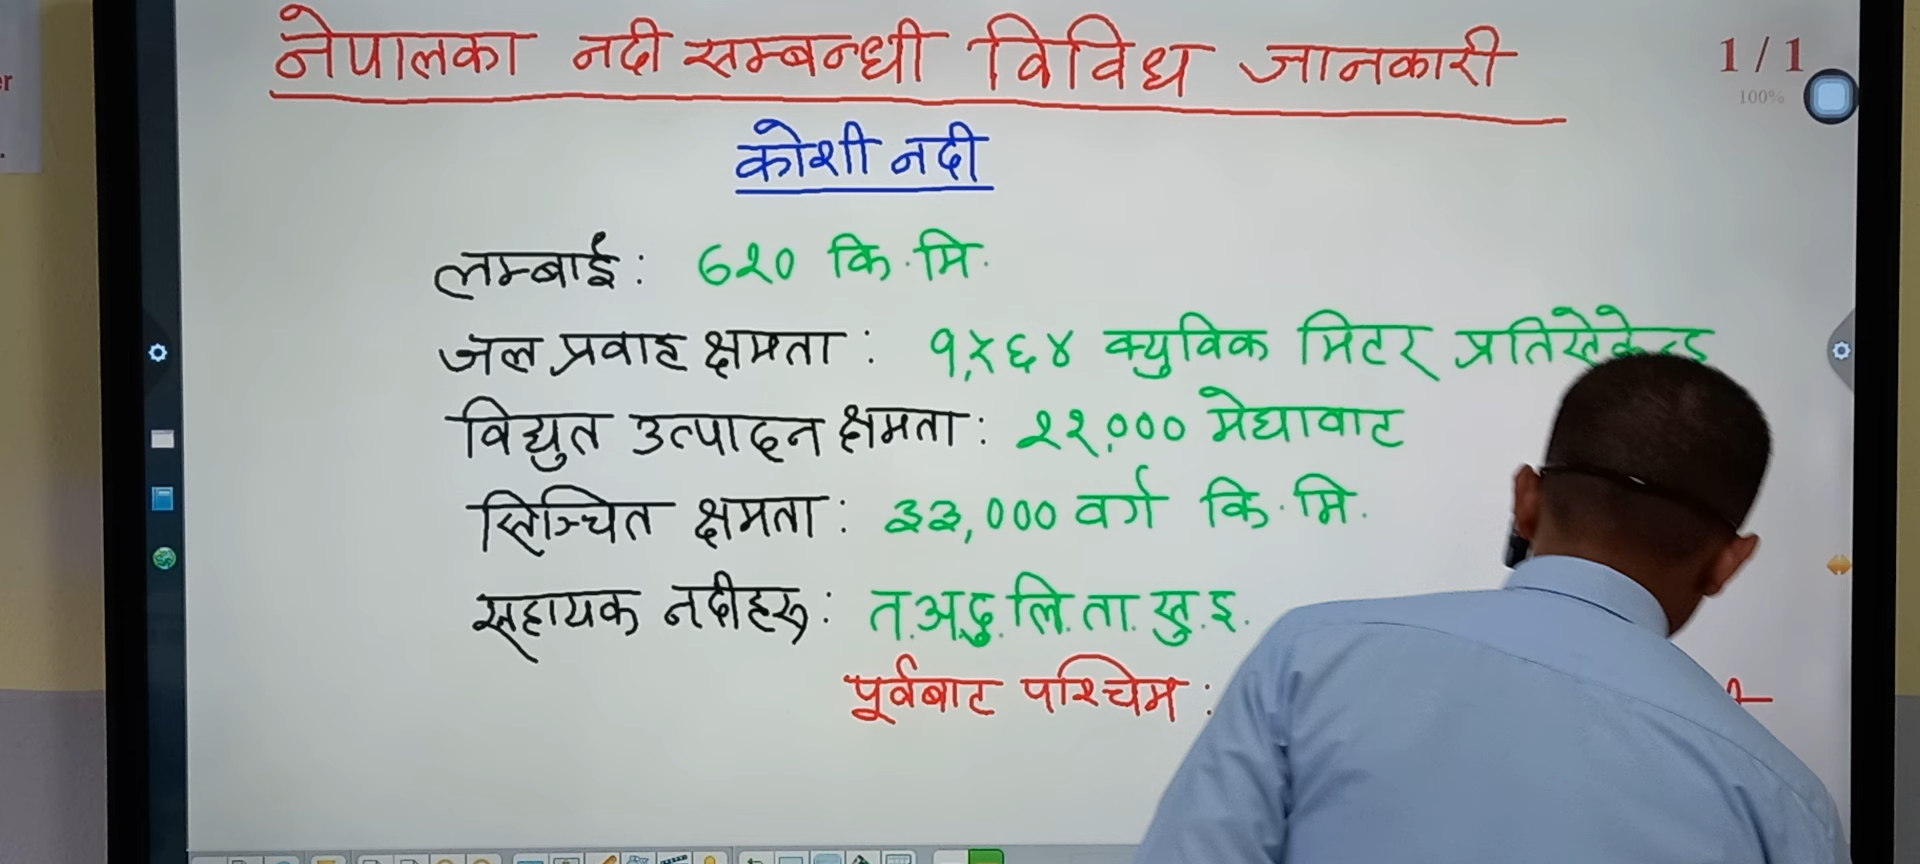 नेपालका नदी सम्बन्धी विविध जानकारी
1/1
100%
कोशी नदी
लम्बाई: ७२० कि.मि.
जल प्रवाह क्षमता: १,५६४ क्युविक मिटर प्रतिसेकेन्ड
विद्युत उत्पादन क्षमता: २२,००० मेघावाट
सिञ्चित क्षमता: ३३,००० वर्ग कि.मि.
सहायक नदीहरू: त.अ.दु.लि.ता.सु.इ.
पूर्वबाट पश्चिम: